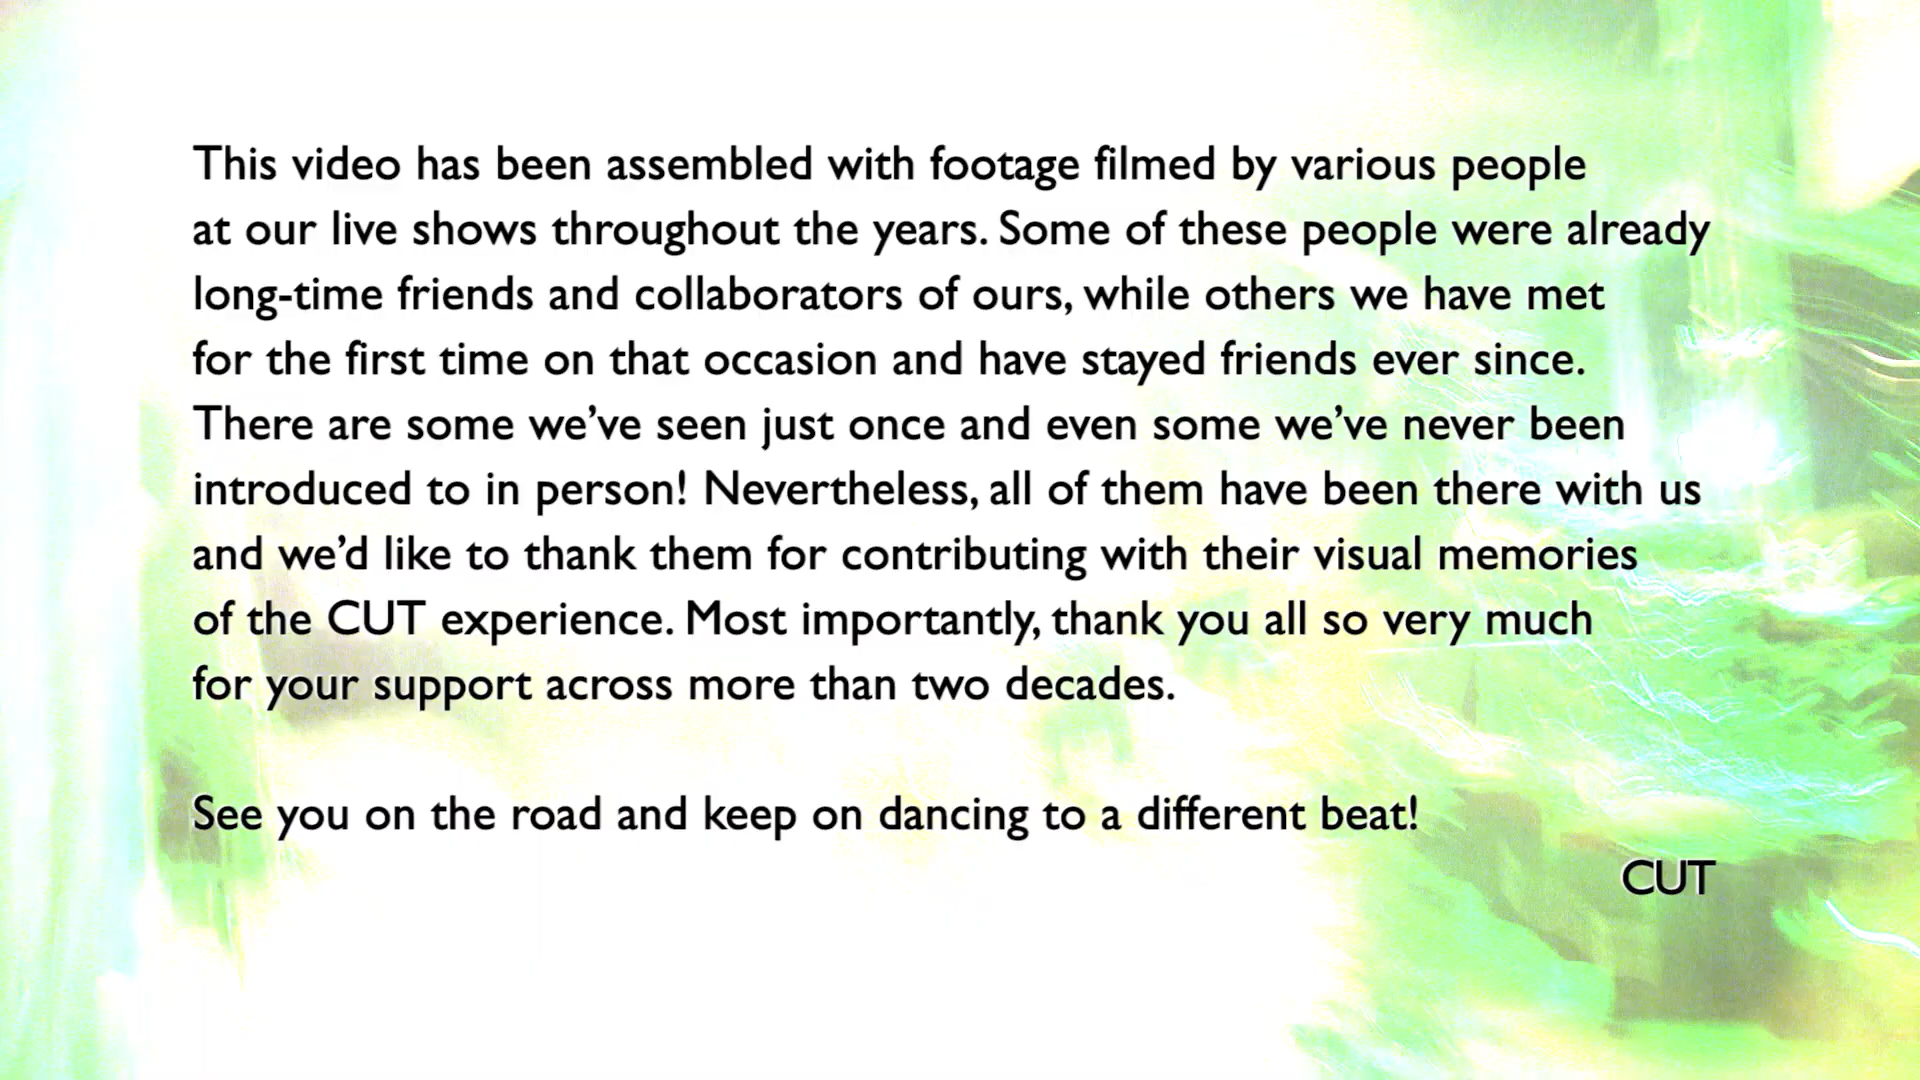 This video has been assembled with footage filmed by various people
at our live shows throughout the years. Some of these people were already
long-time friends and collaborators of ours, while others we have met
for the first time on that occasion and have stayed friends ever since.
There are some we’ve seen just once and even some we’ve never been
introduced to in person! Nevertheless, all of them have been there with us
and we’d like to thank them for contributing with their visual memories
of the CUT experience. Most importantly, thank you all so very much
for your support across more than two decades.
See you on the road and keep on dancing to a different beat!
CUT